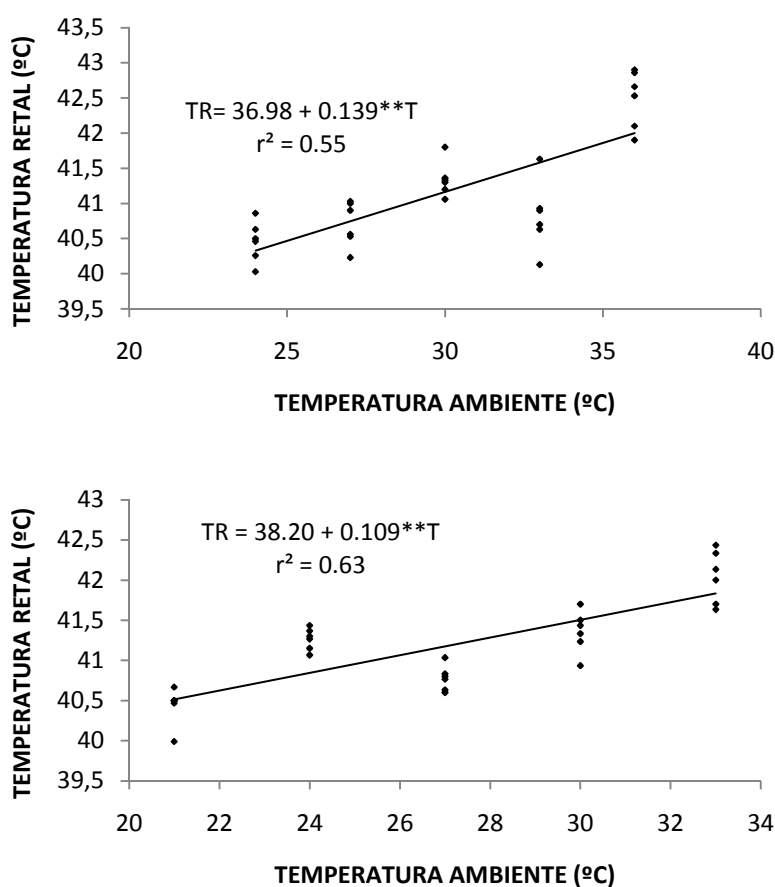 43,5
43
42,5
42
41,5
41
40,5
40
39,5
TEMPERATURA RETAL (ºC)
TR= 36.98 + 0.139**T
r² = 0.55
20 25 30 35 40
TEMPERATURA AMBIENTE (ºC)
43
42,5
42
41,5
41
40,5
40
39,5
TEMPERATURA RETAL (ºC)
TR = 38.20 + 0.109**T
r² = 0.63
20 22 24 26 28 30 32 34
TEMPERATURA AMBIENTE (ºC)